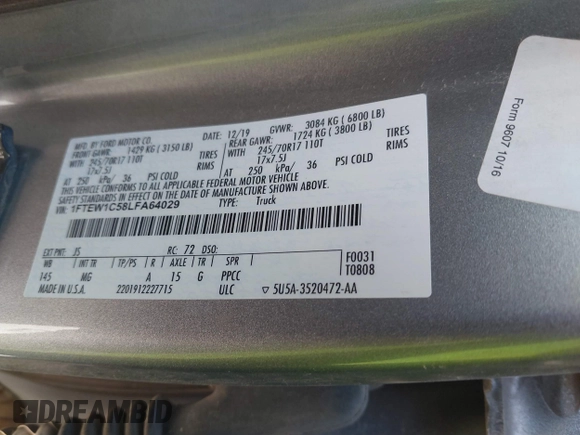 MFD. BY FORD MOTOR CO. DATE: 12/19 GVWR: 3084 KG ( 6800 LB)
FRONT GAWR: 1429 KG ( 3150 LB) REAR GAWR: 1724 KG ( 3800 LB)
WITH 245/70R17 110T TIRES WITH 245/70R17 110T TIRES
17x7.5J RIMS 17x7.5J RIMS
AT 250 kPa/ 36 PSI COLD AT 250 kPa/ 36 PSI COLD
THIS VEHICLE CONFORMS TO ALL APPLICABLE FEDERAL MOTOR VEHICLE
SAFETY STANDARDS IN EFFECT ON THE DATE OF MANUFACTURE SHOWN ABOVE.
VIN: 1FTEW1C58LFA64029 TYPE: Truck
EXT PNT: JS RC: 72 DSO: F0031
WB INT TR TP/PS R AXLE TR SPR T0808
145 MG A 15 G PPCC
MADE IN USA 2201912227715 ULC ▽ 5U5A-3520472-AA
Form 9607 10/16
DREAMBID